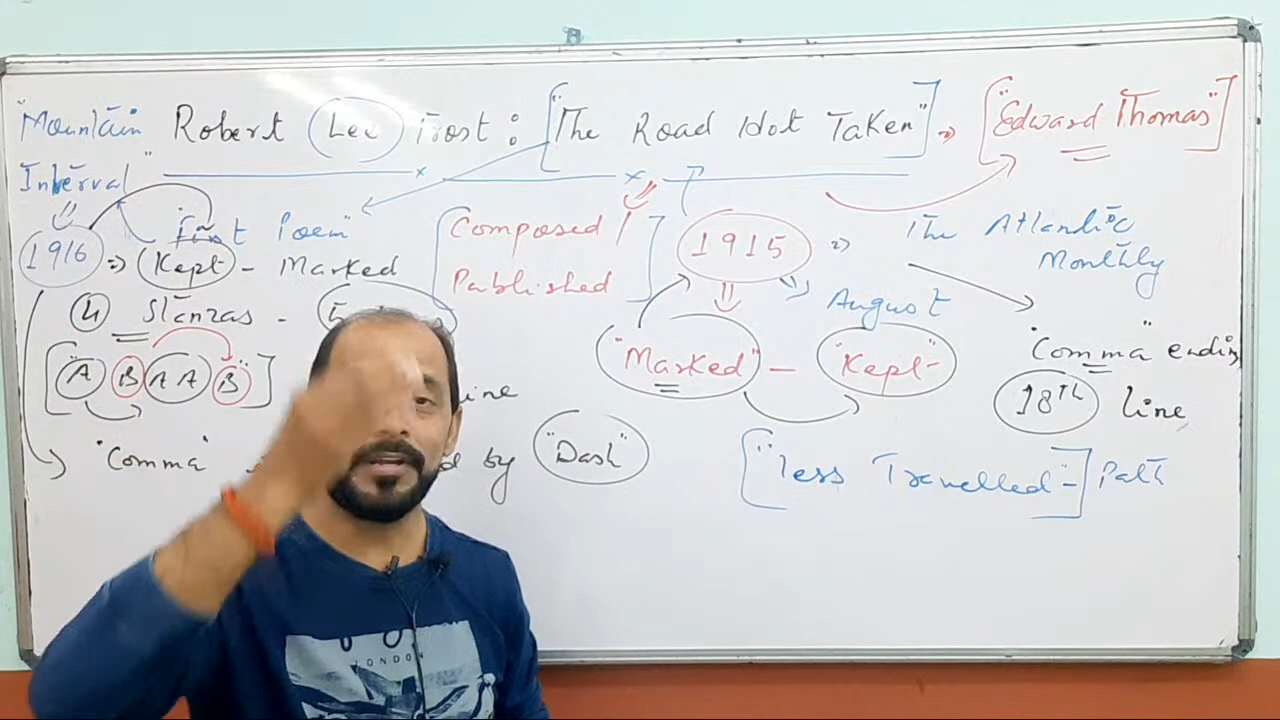 "Mountain Interval"
Robert Lee Frost: ["The Road Not Taken"] ⇒ ["Edward Thomas"]
1916 ⇒ Kept - Marked
"First Poem"
[Composed / Published]
1915 ⇒ The Atlantic Monthly
August
4 Stanzas -
["A B A A B"]
line
"Comma"
d by "Dash"
"Marked" - "Kept-"
"Comma" ending
18th line,
["less Travelled-"] Path
LONDON